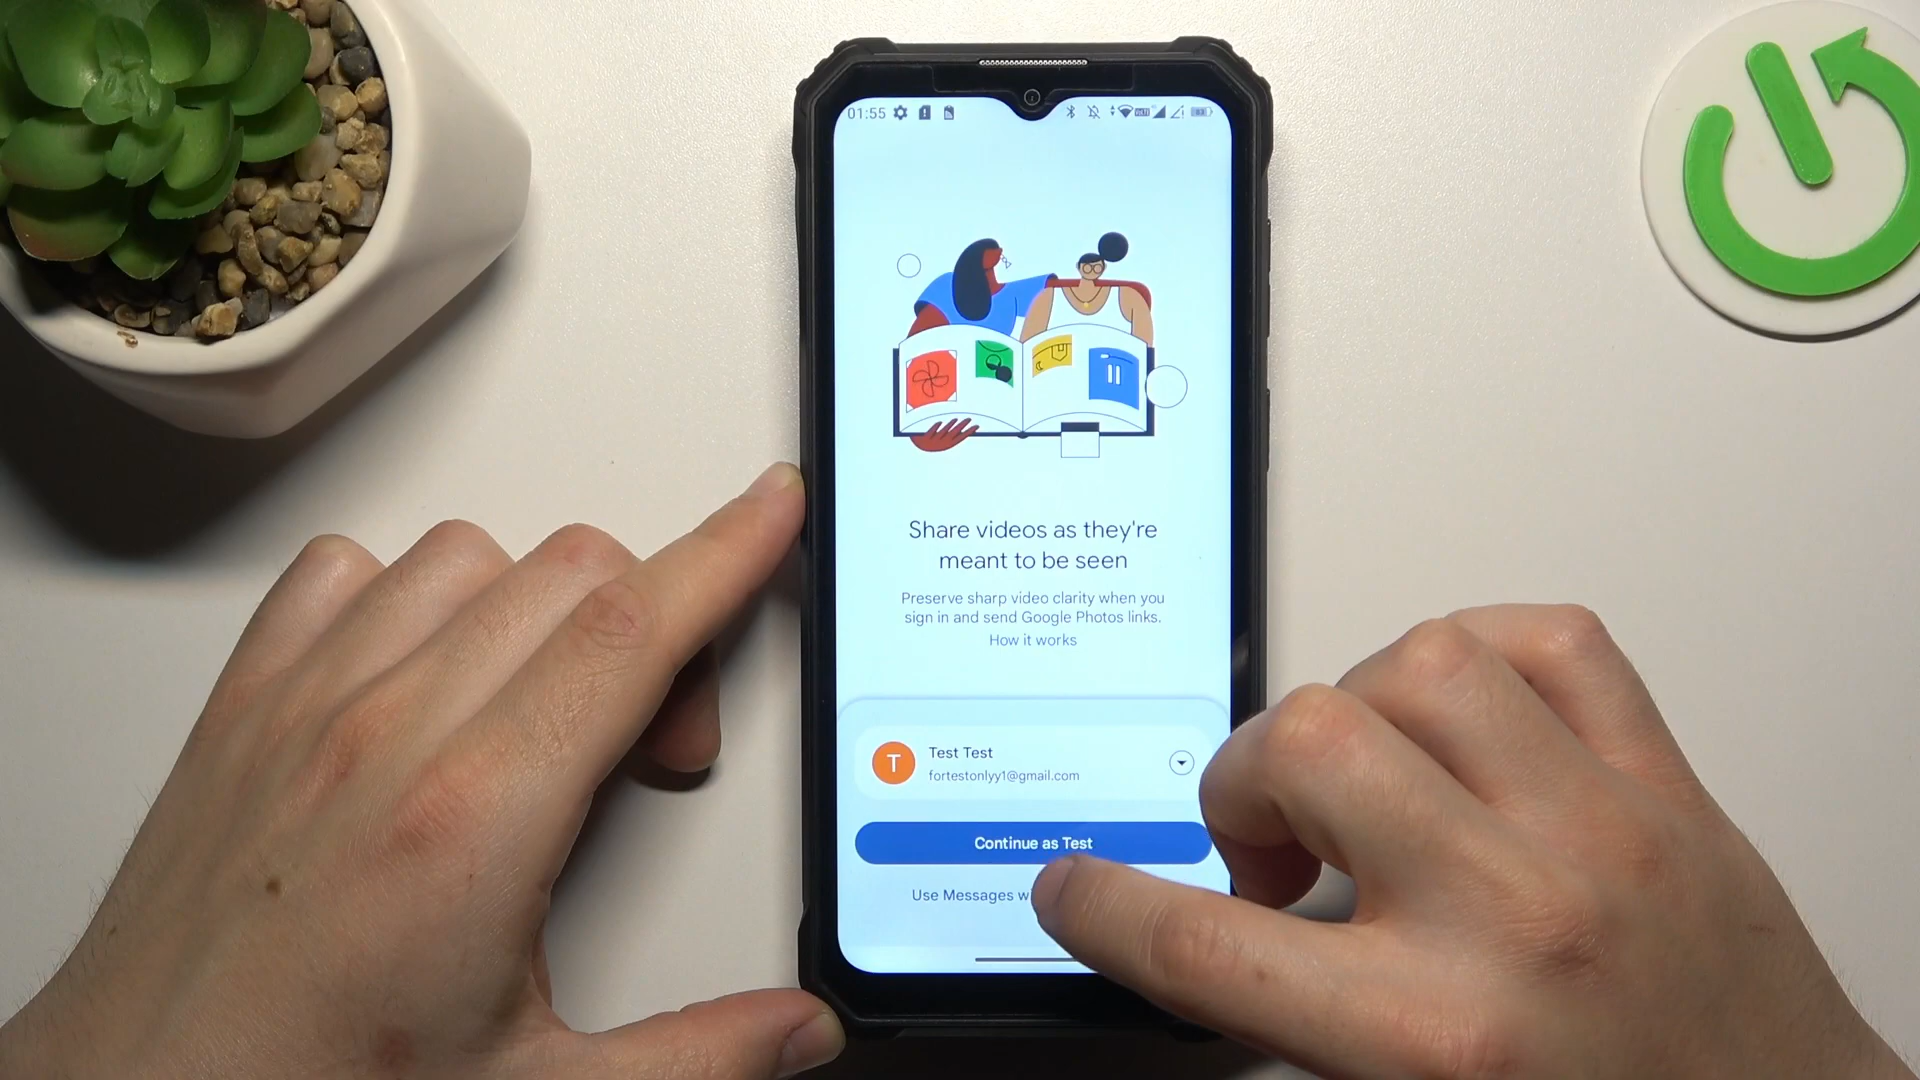 01:55
Share videos as they're
meant to be seen
Preserve sharp video clarity when you
sign in and send Google Photos links.
How it works
T
Test Test
fortestonlyy1@gmail.com
Continue as Test
Use Messages